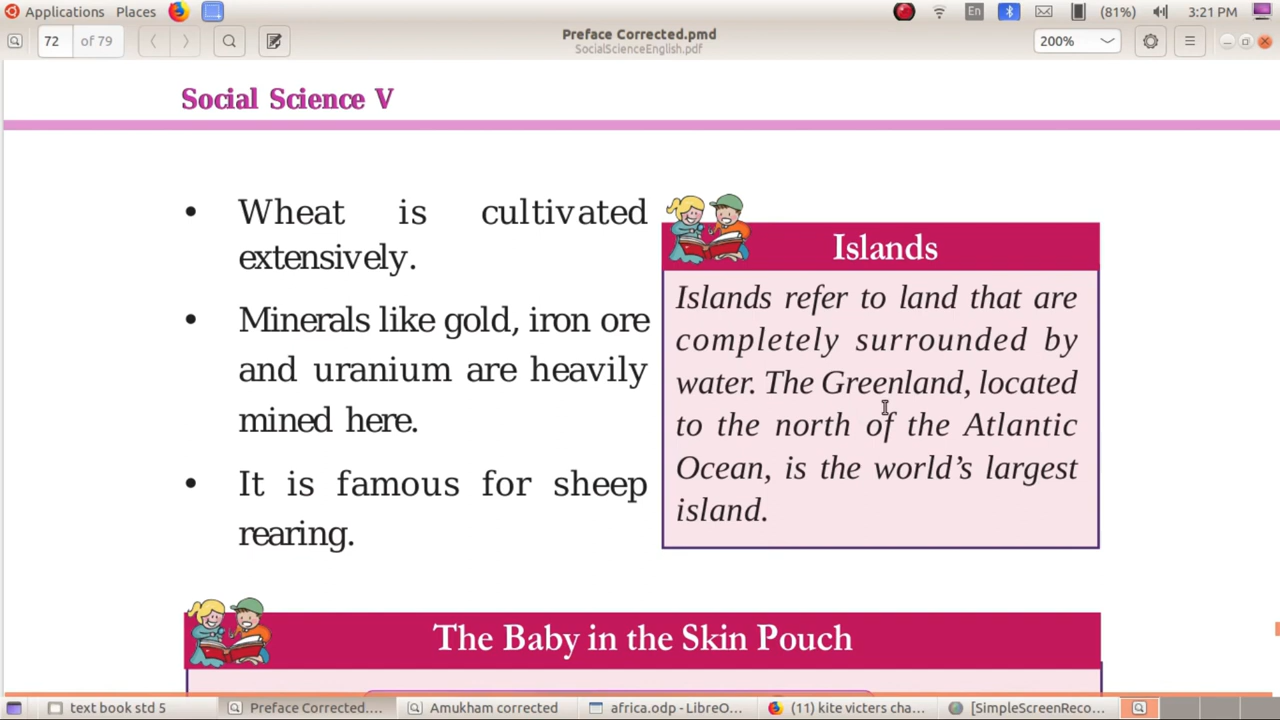 Applications Places En (81%) 3:21 PM
72 of 79 Preface Corrected.pmd 200%
SocialScienceEnglish.pdf
Social Science V
• Wheat is cultivated
extensively.
• Minerals like gold, iron ore
and uranium are heavily
mined here.
• It is famous for sheep
rearing.
Islands
Islands refer to land that are
completely surrounded by
water. The Greenland, located
to the north of the Atlantic
Ocean, is the world's largest
island.
The Baby in the Skin Pouch
text book std 5 Preface Corrected.... Amukham corrected africa.odp - LibreO... (11) kite victers cha... [SimpleScreenReco...